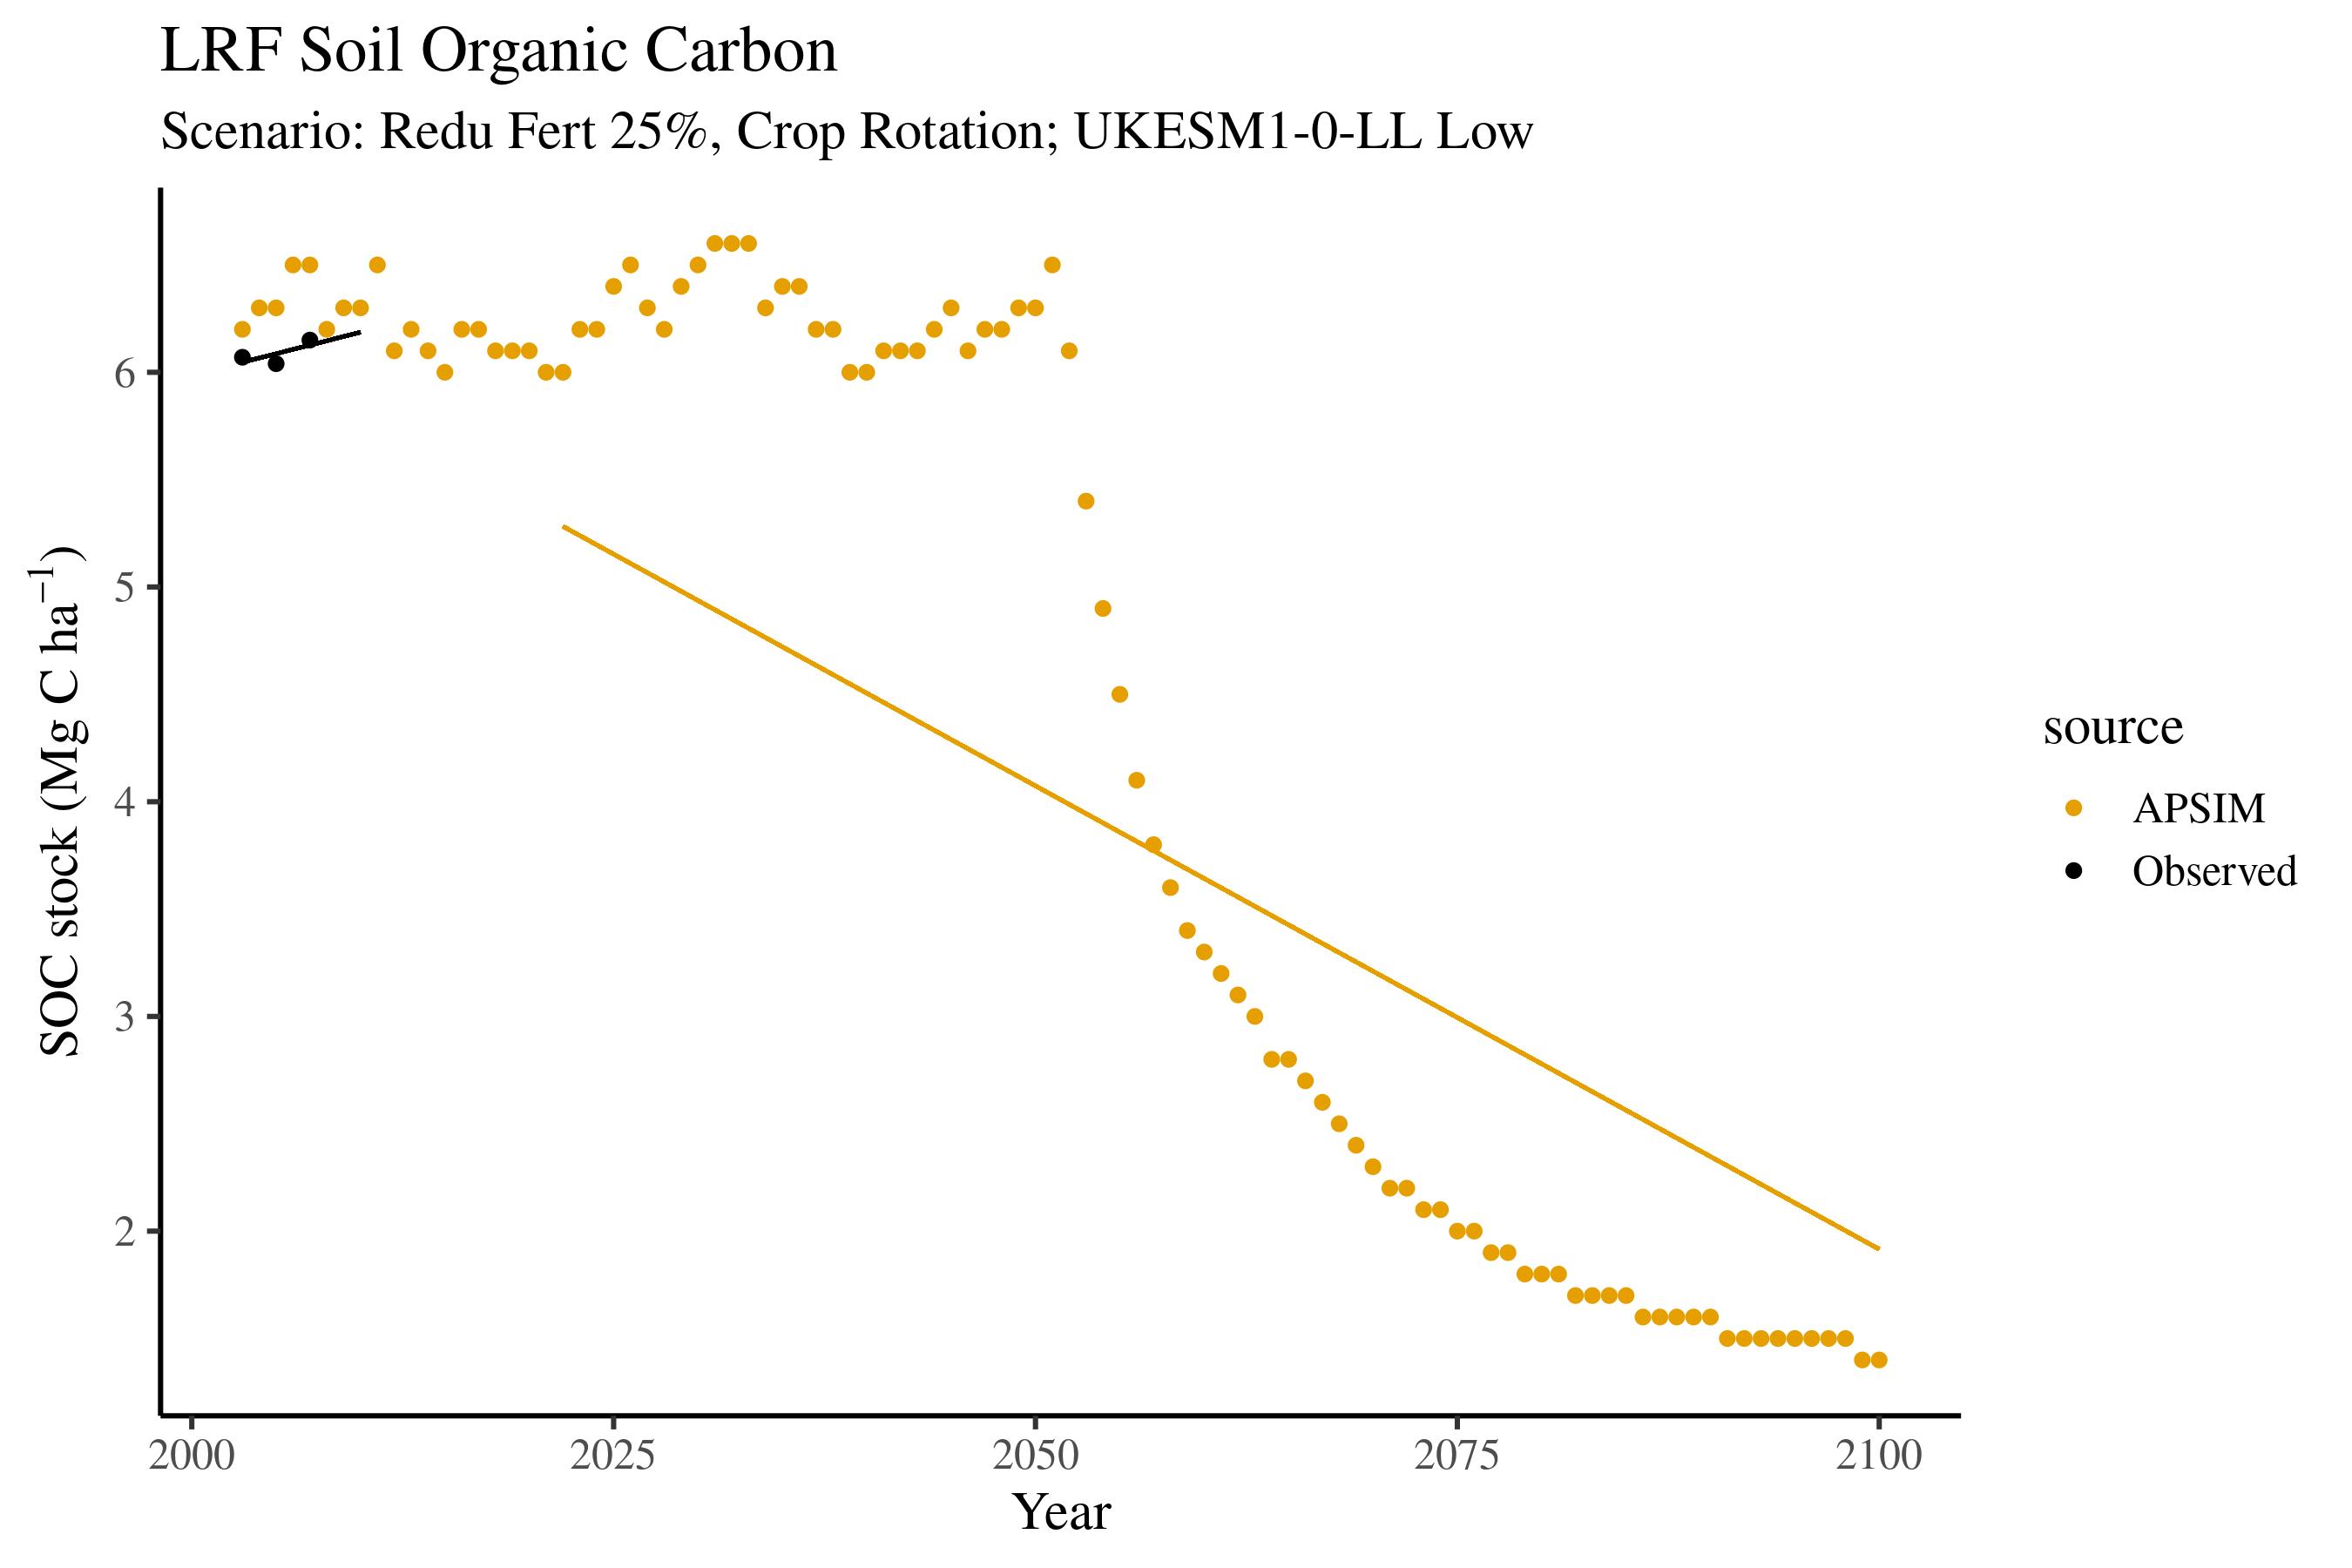 LRF Soil Organic Carbon
Scenario: Redu Fert 25%, Crop Rotation; UKESM1-0-LL Low
SOC stock (Mg C ha⁻¹)
6
5
4
3
2
2000
2025
2050
2075
2100
Year
source
APSIM
Observed